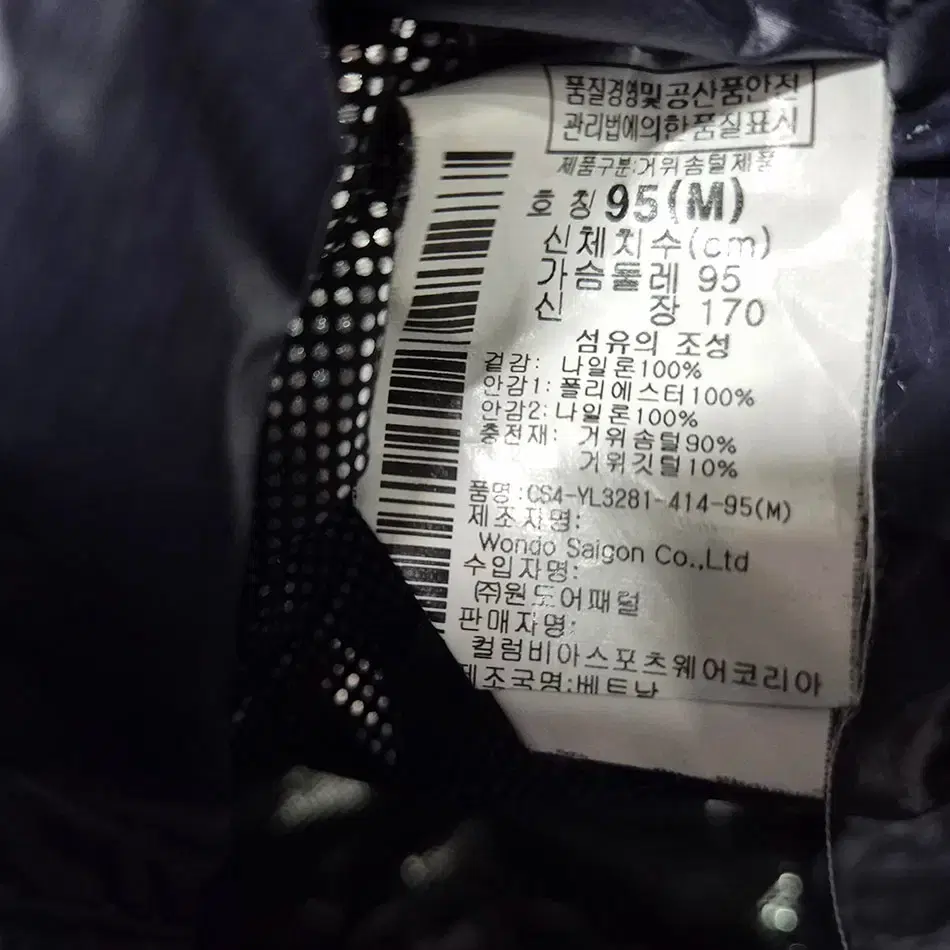 품질경영및공산품안전
관리법에의한품질표시
제품구분:거위솜털제품
호 칭 95(M)
신체치수(cm)
가슴둘레 95
신 장 170
섬유의 조성
겉감: 나일론100%
안감1: 폴리에스터100%
안감2: 나일론100%
충전재: 거위솜털90%
거위깃털10%
품명:CS4-YL3281-414-95(M)
제조자명:
Wondo Saigon Co.,Ltd
수입자명:
㈜원도어패럴
판매자명:
컬럼비아스포츠웨어코리아
제조국명:베트남